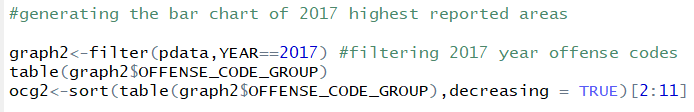 #generating the bar chart of 2017 highest reported areas
graph2<-filter(pdata,YEAR==2017) #filtering 2017 year offense codes
table(graph2$OFFENSE_CODE_GROUP)
ocg2<-sort(table(graph2$OFFENSE_CODE_GROUP),decreasing = TRUE)[2:11]